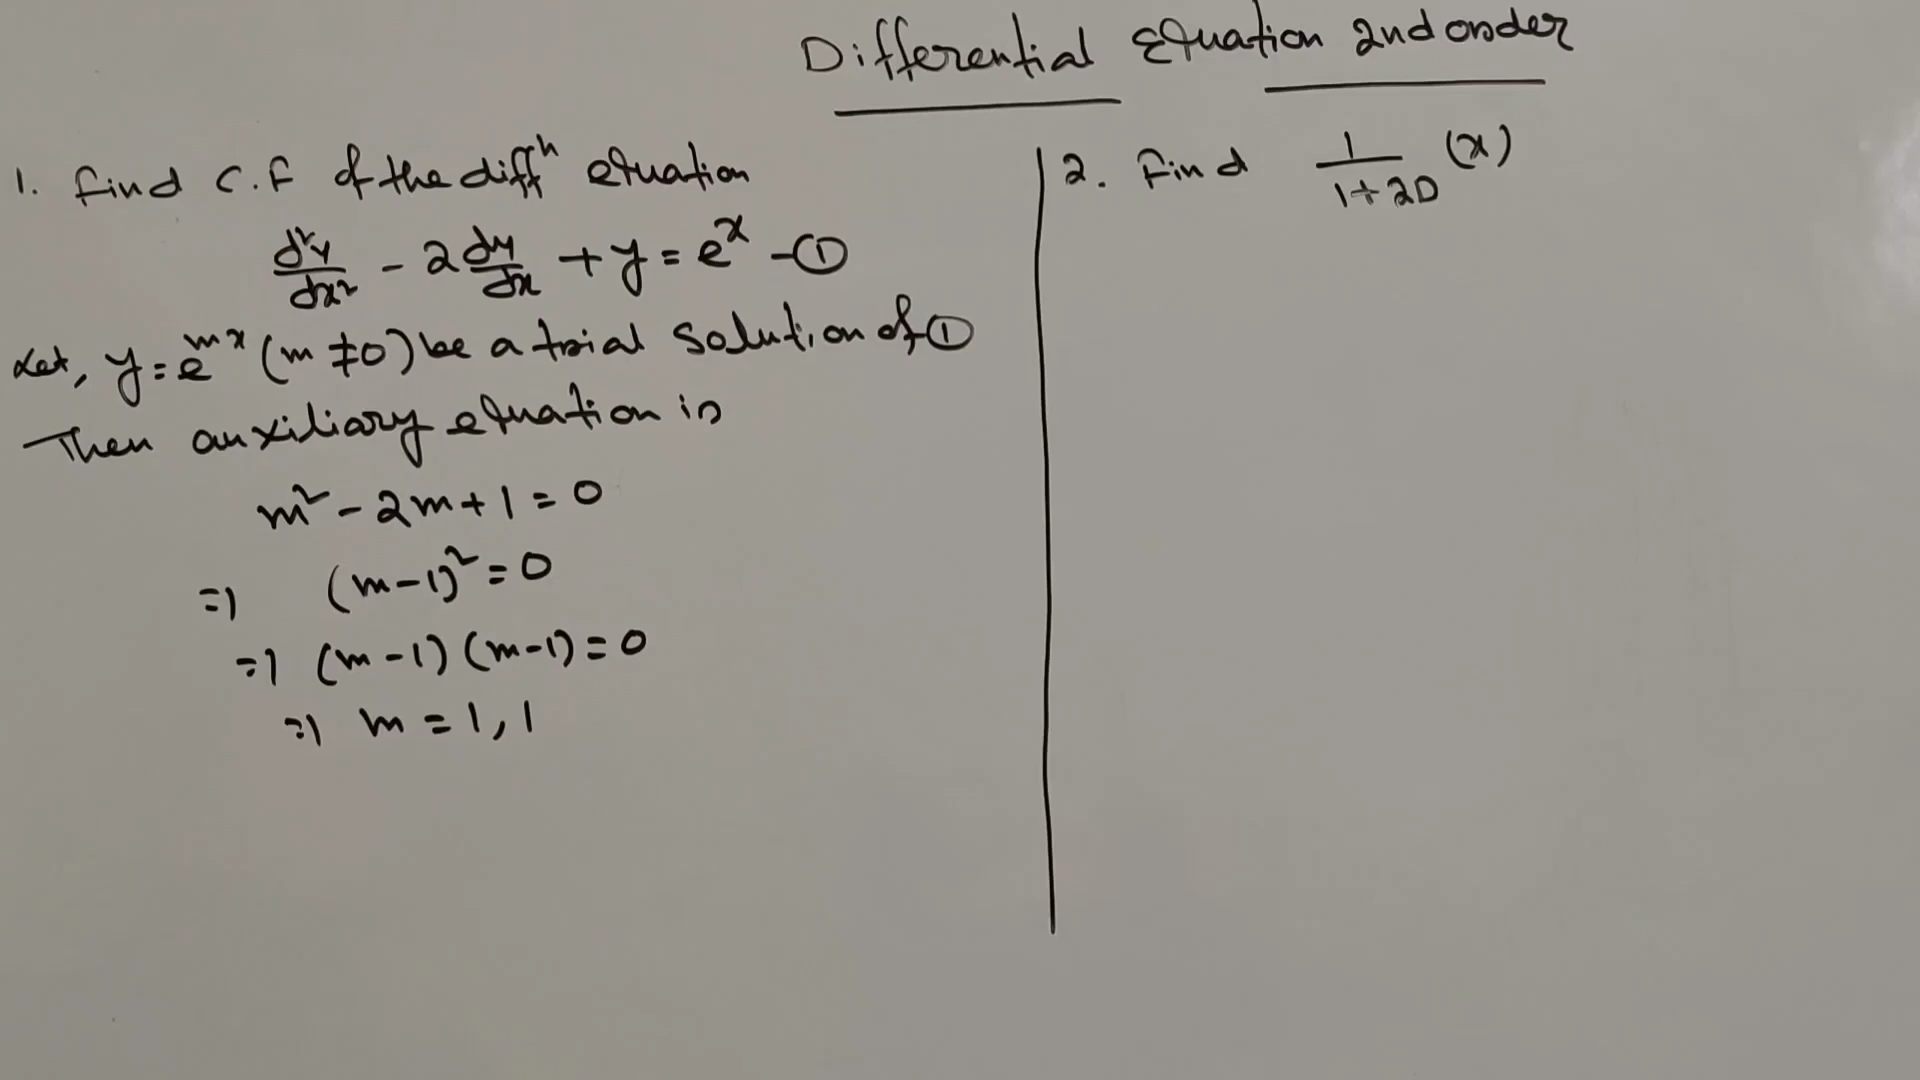 Differential Equation 2nd order
1. Find C.F of the diffⁿ equation
d²y/dx² - 2 dy/dx + y = eˣ - ①
Let, y = e^mx (m ≠ 0) be a trial solution of ①
Then auxiliary equation is
m² - 2m + 1 = 0
⇒ (m - 1)² = 0
⇒ (m - 1) (m - 1) = 0
⇒ m = 1, 1
2. Find 1/(1+2D) (x)